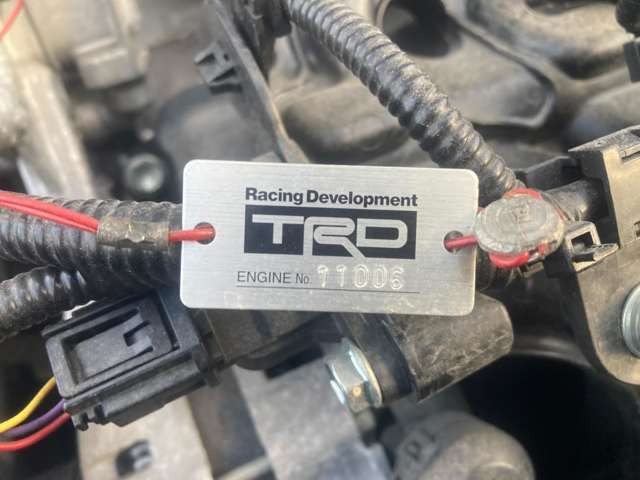 Racing Development
TRD
ENGINE No. 11006